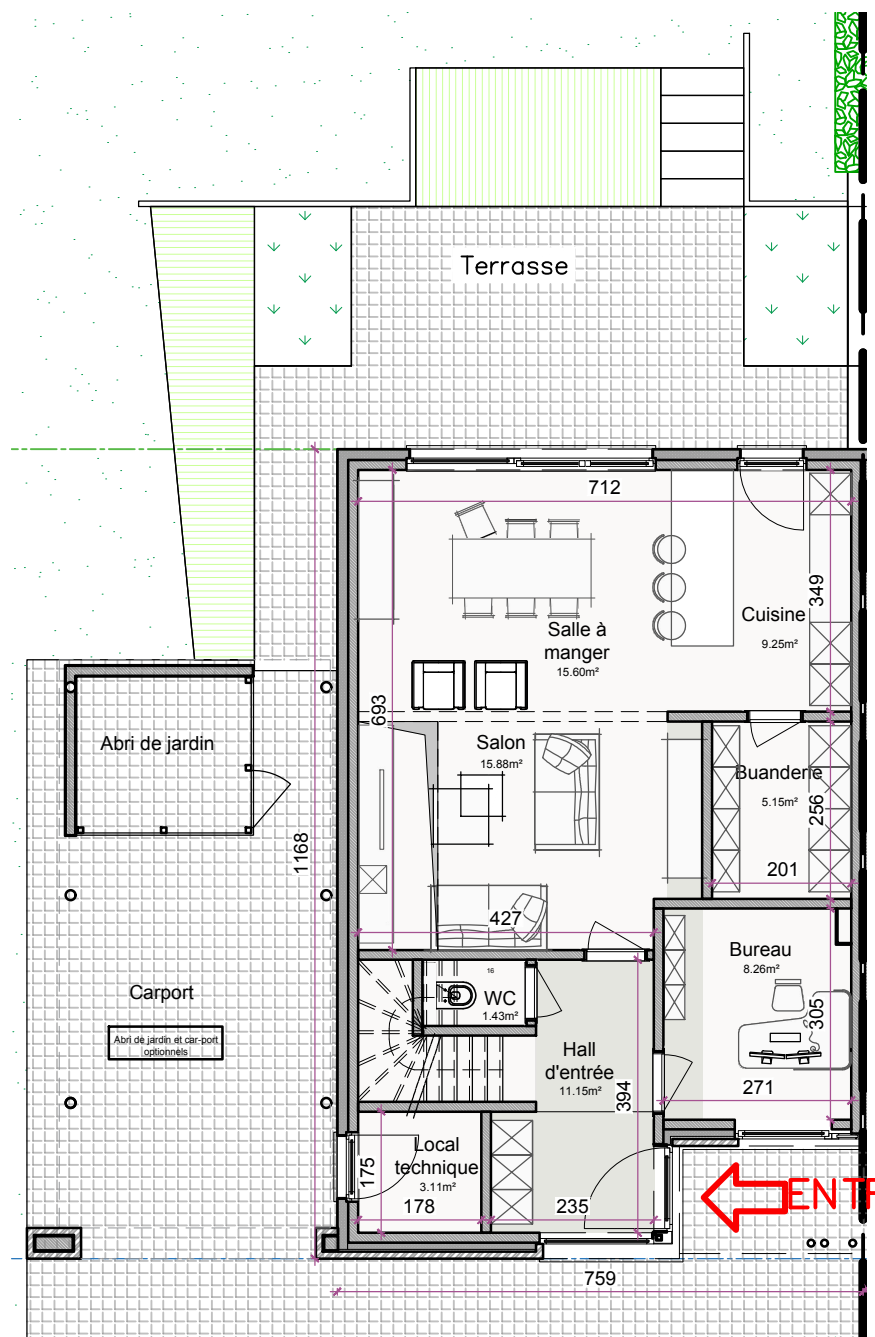 Terrasse
712
349
Cuisine
9.25m²
Salle à
manger
15.60m²
693
Abri de jardin
Salon
15.88m²
Buanderie
5.15m²
256
201
1168
427
Bureau
8.26m²
305
271
16
WC
1.43m²
Carport
Abri de jardin et car-port
optionnels
Hall
d'entrée
11.15m²
394
Local
technique
3.11m²
175
178
235
ENTR
759